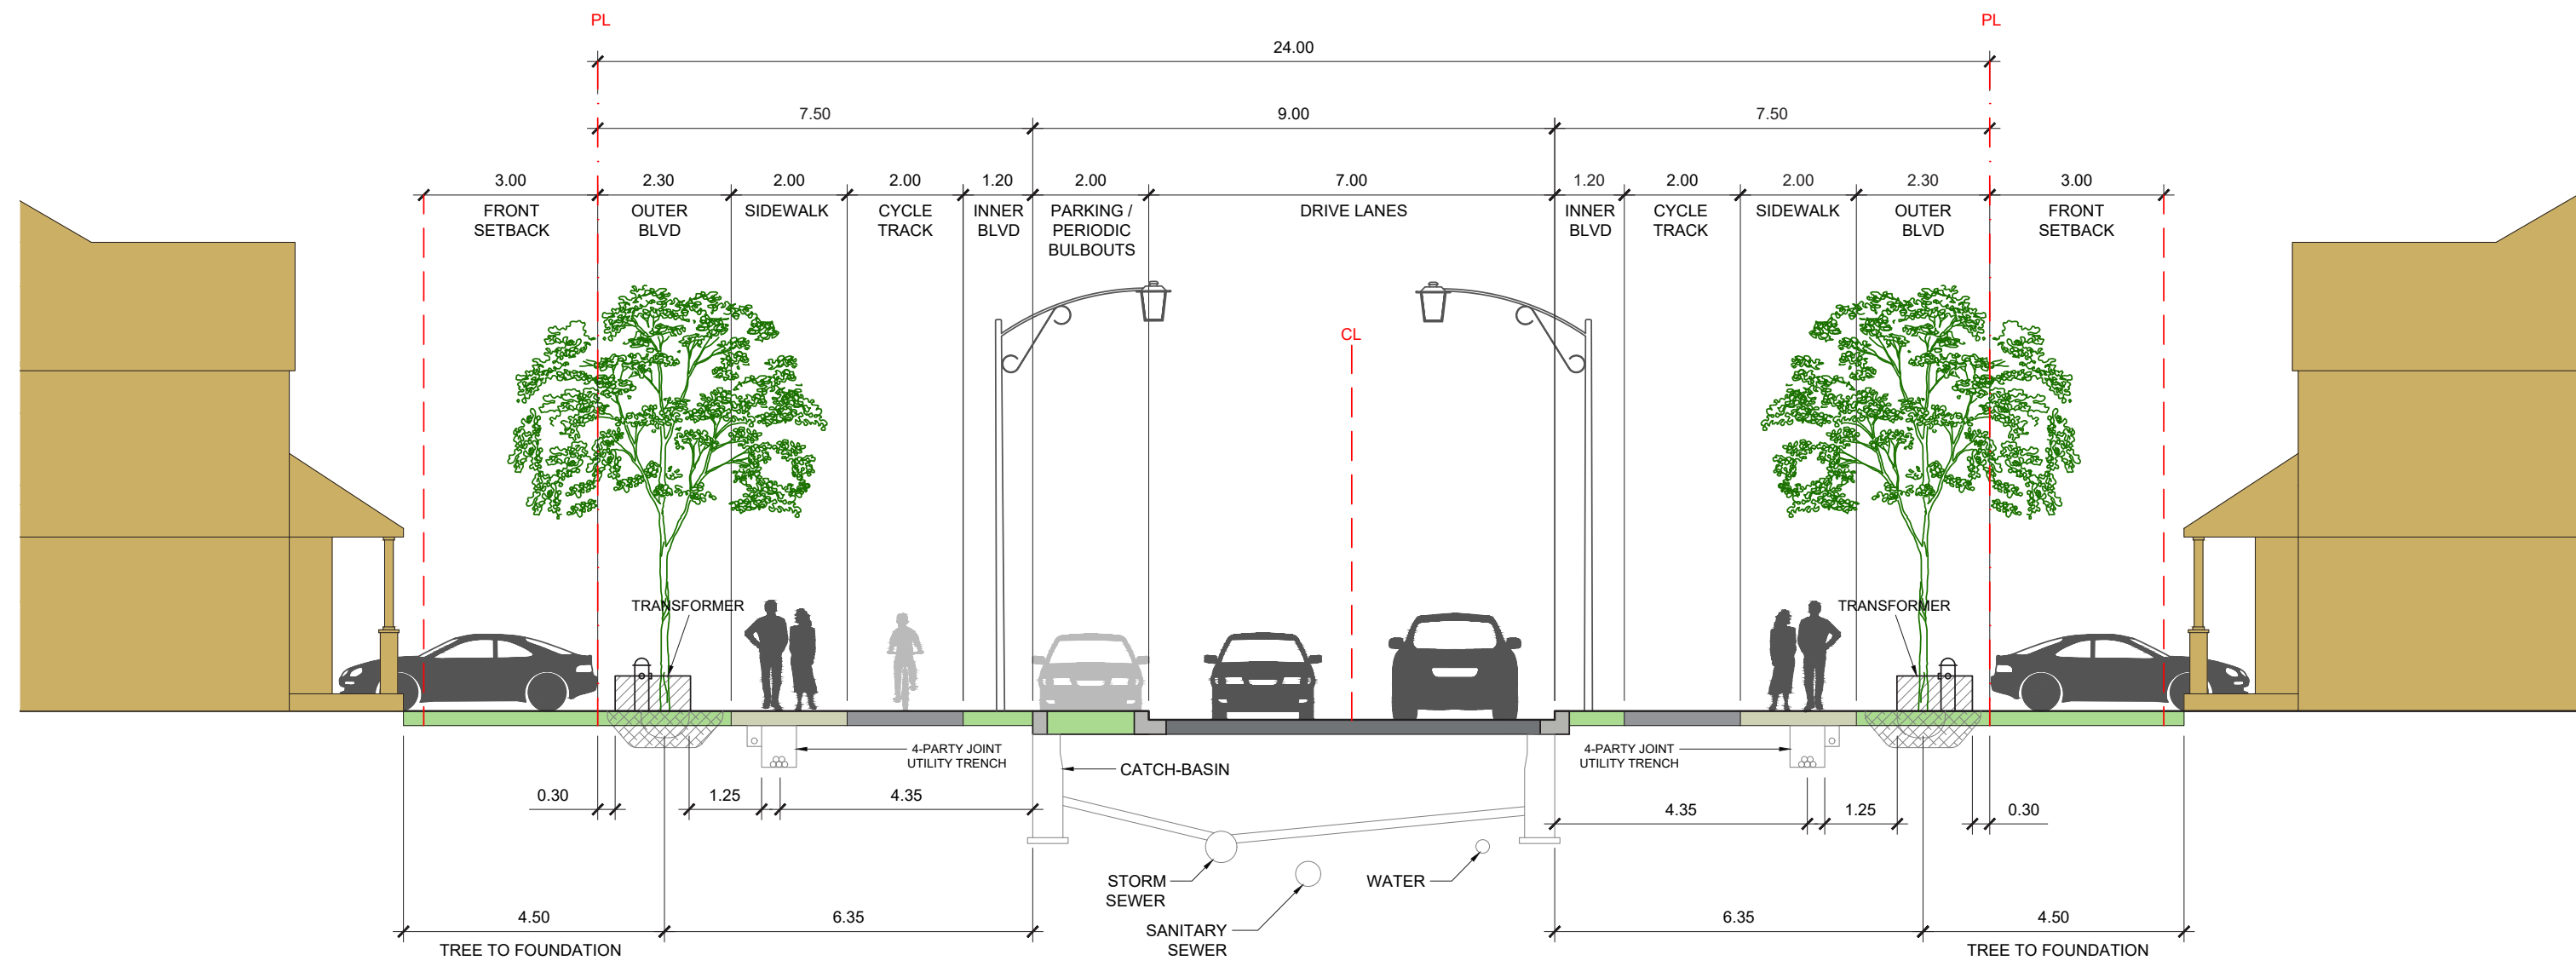 PL
PL
24.00
7.50
9.00
7.50
3.00
2.30
2.00
2.00
1.20
2.00
7.00
1.20
2.00
2.00
2.30
3.00
FRONT
SETBACK
OUTER
BLVD
SIDEWALK
CYCLE
TRACK
INNER
BLVD
PARKING /
PERIODIC
BULBOUTS
DRIVE LANES
INNER
BLVD
CYCLE
TRACK
SIDEWALK
OUTER
BLVD
FRONT
SETBACK
CL
TRANSFORMER
TRANSFORMER
4-PARTY JOINT
UTILITY TRENCH
4-PARTY JOINT
UTILITY TRENCH
CATCH-BASIN
0.30
1.25
4.35
4.35
1.25
0.30
STORM
SEWER
WATER
SANITARY
SEWER
4.50
6.35
6.35
4.50
TREE TO FOUNDATION
TREE TO FOUNDATION